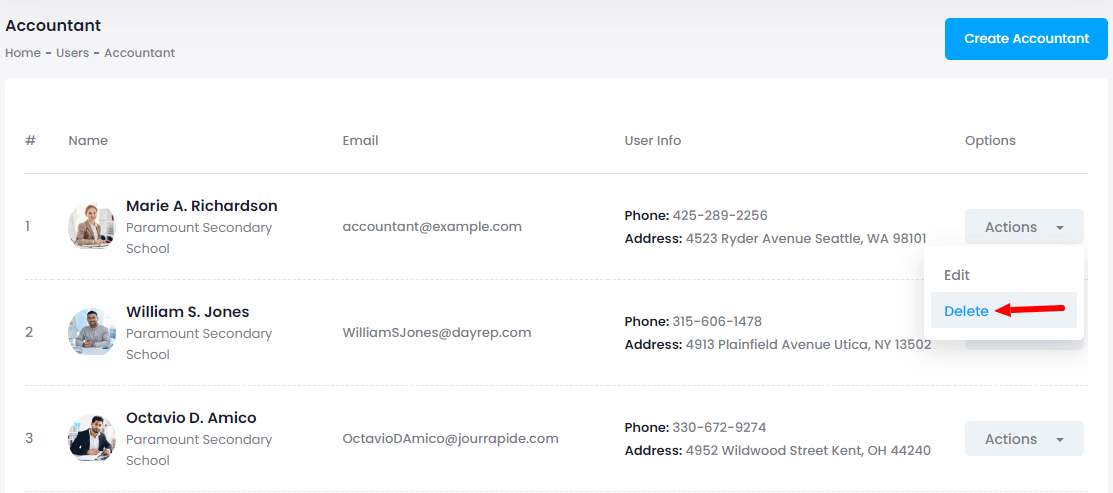 Accountant
Home - Users - Accountant
Create Accountant
# Name Email User Info Options
1
Marie A. Richardson
Paramount Secondary
School
accountant@example.com
Phone: 425-289-2256
Address: 4523 Ryder Avenue Seattle, WA 98101
Actions
Edit
Delete
2
William S. Jones
Paramount Secondary
School
WilliamSJones@dayrep.com
Phone: 315-606-1478
Address: 4913 Plainfield Avenue Utica, NY 13502
3
Octavio D. Amico
Paramount Secondary
School
OctavioDAmico@jourrapide.com
Phone: 330-672-9274
Address: 4952 Wildwood Street Kent, OH 44240
Actions